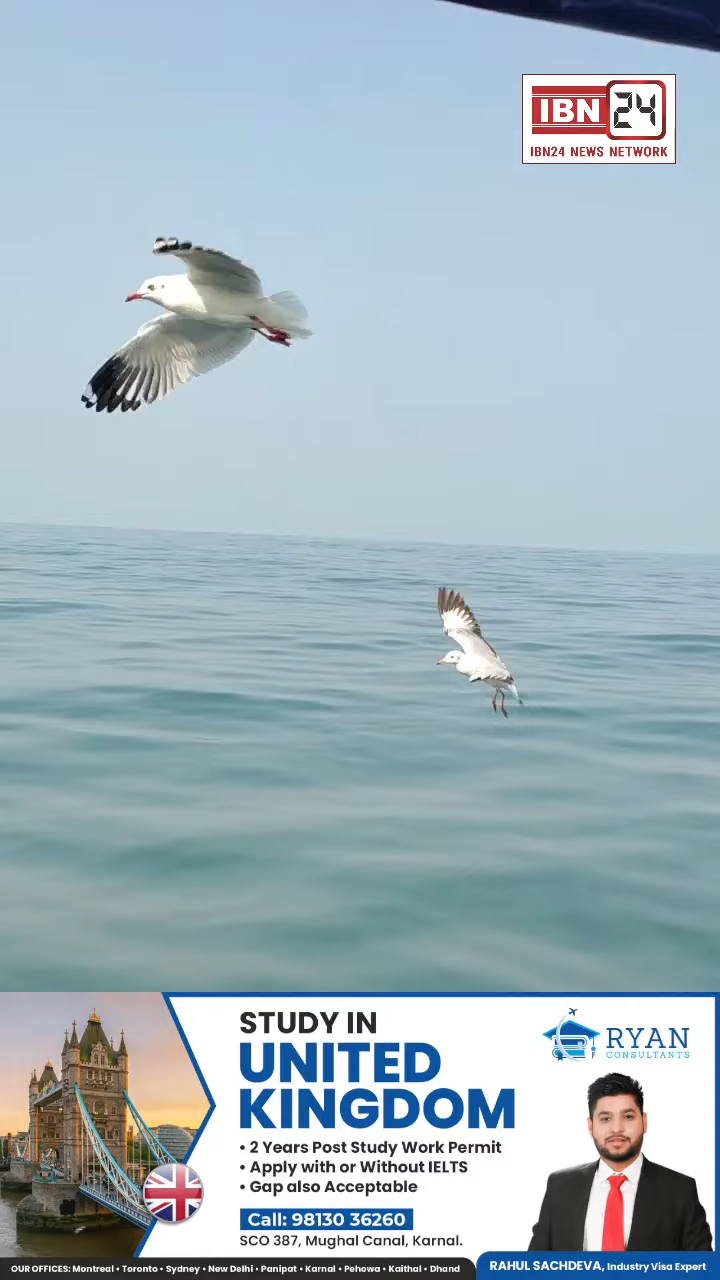 IBN 24
IBN24 NEWS NETWORK
STUDY IN
UNITED
KINGDOM
• 2 Years Post Study Work Permit
• Apply with or Without IELTS
• Gap also Acceptable
Call: 98130 36260
SCO 387, Mughal Canal, Karnal.
RYAN
CONSULTANTS
OUR OFFICES: Montreal • Toronto • Sydney • New Delhi • Panipat • Karnal • Pehowa • Kaithal • Dhand
RAHUL SACHDEVA, Industry Visa Expert